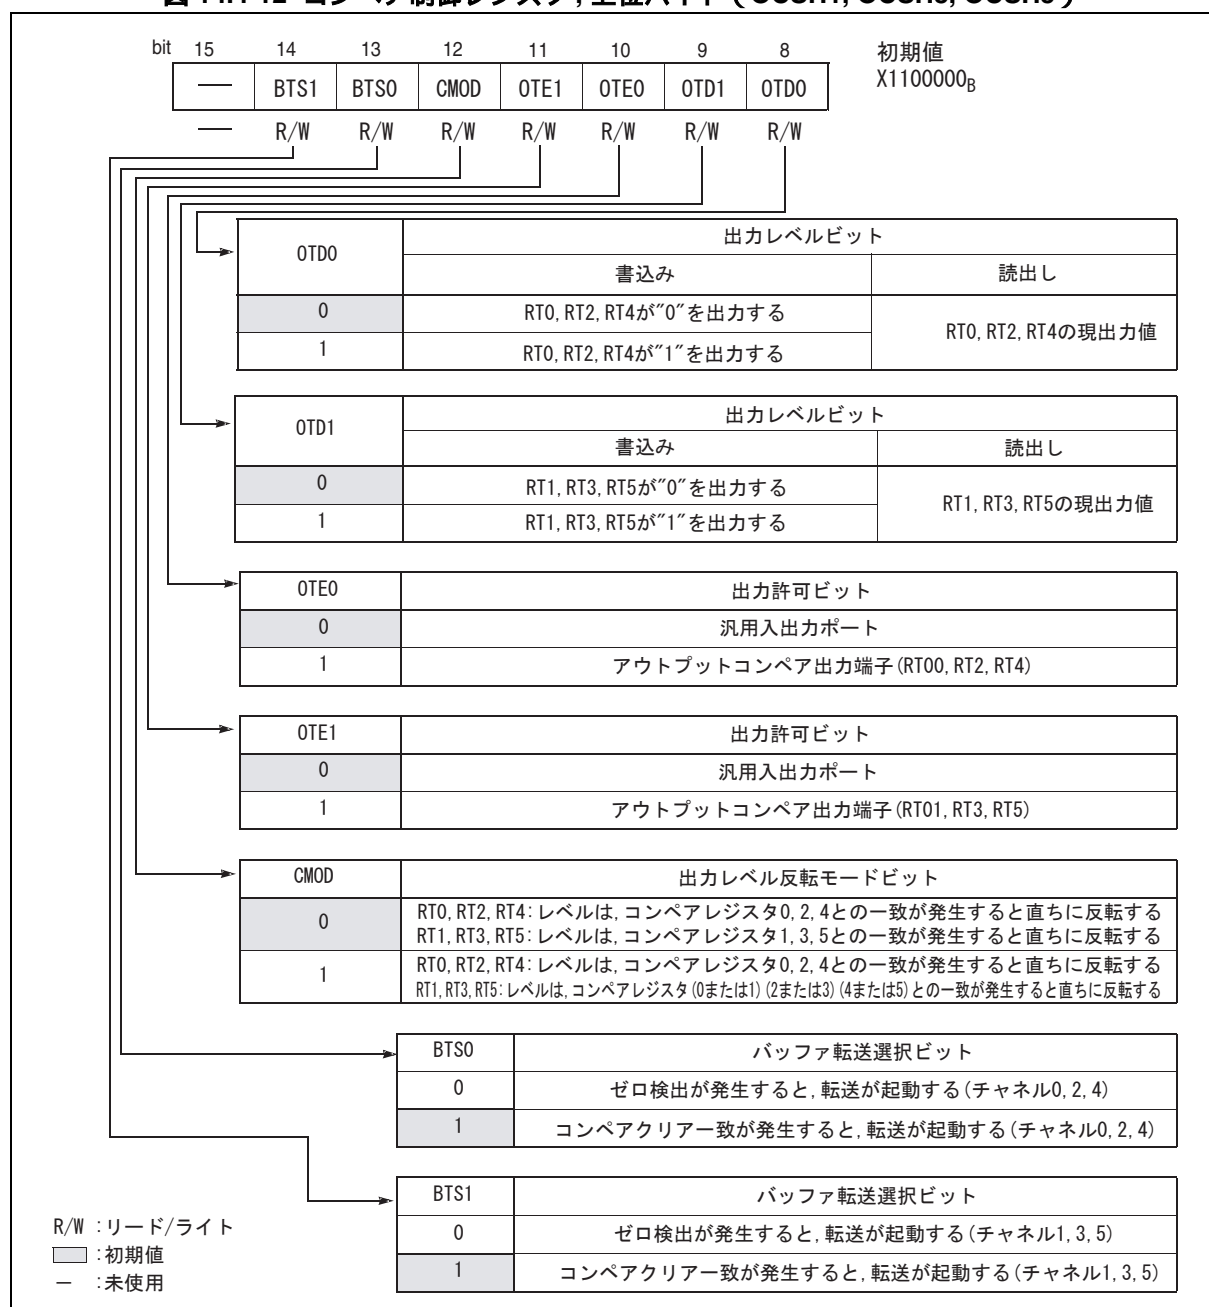 bit 15 14 13 12 11 10 9 8 初期値
— BTS1 BTS0 CMOD OTE1 OTE0 OTD1 OTD0 X1100000B
— R/W R/W R/W R/W R/W R/W R/W
OTD0 出力レベルビット
書込み 読出し
0 RT0, RT2, RT4が"0"を出力する RT0, RT2, RT4の現出力値
1 RT0, RT2, RT4が"1"を出力する
OTD1 出力レベルビット
書込み 読出し
0 RT1, RT3, RT5が"0"を出力する RT1, RT3, RT5の現出力値
1 RT1, RT3, RT5が"1"を出力する
OTE0 出力許可ビット
0 汎用入出力ポート
1 アウトプットコンペア出力端子(RT00, RT2, RT4)
OTE1 出力許可ビット
0 汎用入出力ポート
1 アウトプットコンペア出力端子(RT01, RT3, RT5)
CMOD 出力レベル反転モードビット
0 RT0, RT2, RT4:レベルは, コンペアレジスタ0, 2, 4との一致が発生すると直ちに反転する
RT1, RT3, RT5:レベルは, コンペアレジスタ1, 3, 5との一致が発生すると直ちに反転する
1 RT0, RT2, RT4:レベルは, コンペアレジスタ0, 2, 4との一致が発生すると直ちに反転する
RT1, RT3, RT5:レベルは, コンペアレジスタ(0または1)(2または3)(4または5)との一致が発生すると直ちに反転する
BTS0 バッファ転送選択ビット
0 ゼロ検出が発生すると, 転送が起動する(チャネル0, 2, 4)
1 コンペアクリアー致が発生すると, 転送が起動する(チャネル0, 2, 4)
BTS1 バッファ転送選択ビット
0 ゼロ検出が発生すると, 転送が起動する(チャネル1, 3, 5)
1 コンペアクリアー致が発生すると, 転送が起動する(チャネル1, 3, 5)
R/W :リード/ライト
:初期値
— :未使用